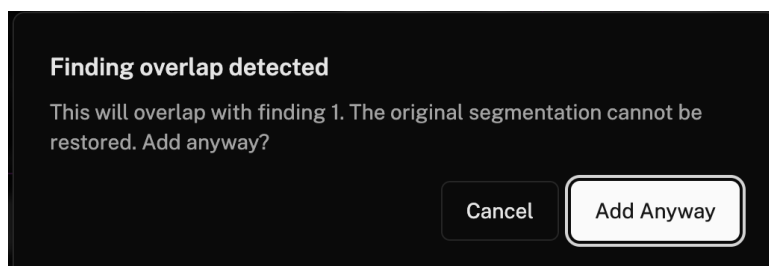 Finding overlap detected
This will overlap with finding 1. The original segmentation cannot be
restored. Add anyway?
Cancel
Add Anyway